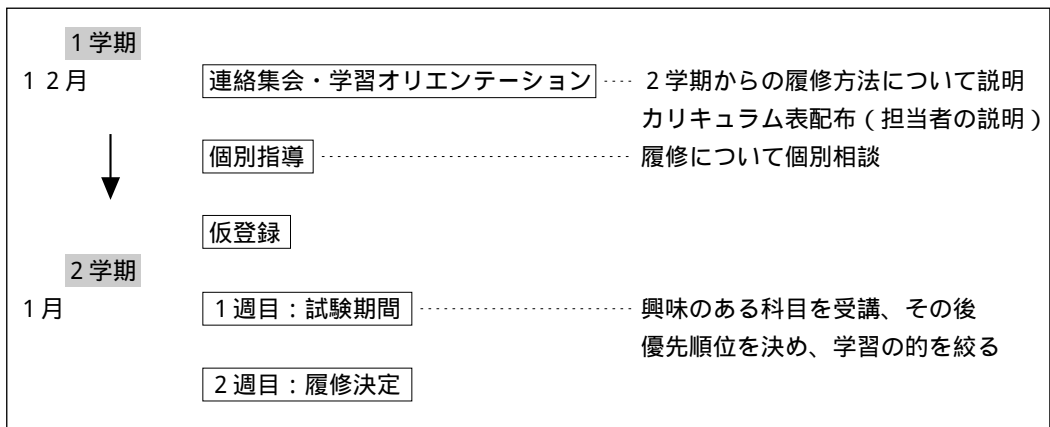 1学期
12月 連絡集会・学習オリエンテーション 2学期からの履修方法について説明
カリキュラム表配布(担当者の説明)
個別指導 履修について個別相談
仮登録
2学期
1月 1週目:試験期間 興味のある科目を受講、その後
優先順位を決め、学習の的を絞る
2週目:履修決定